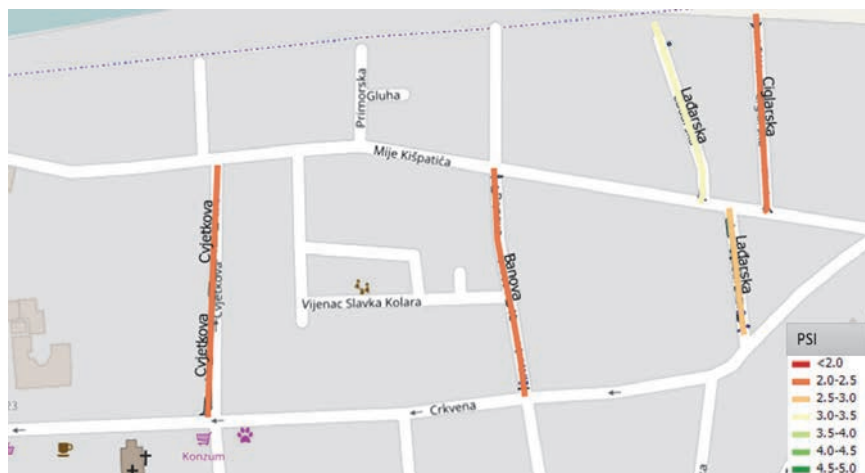 Primorska
Gluha
Mije Kišpatića
Lađarska
Ciglarska
Cvjetkova
Cvjetkova
Cvjetkova
Banova
Lađarska
Vijenac Slavka Kolara
Crkvena
23
Konzum
PSI
<2.0
2.0-2.5
2.5-3.0
3.0-3.5
3.5-4.0
4.0-4.5
4.5-5.0